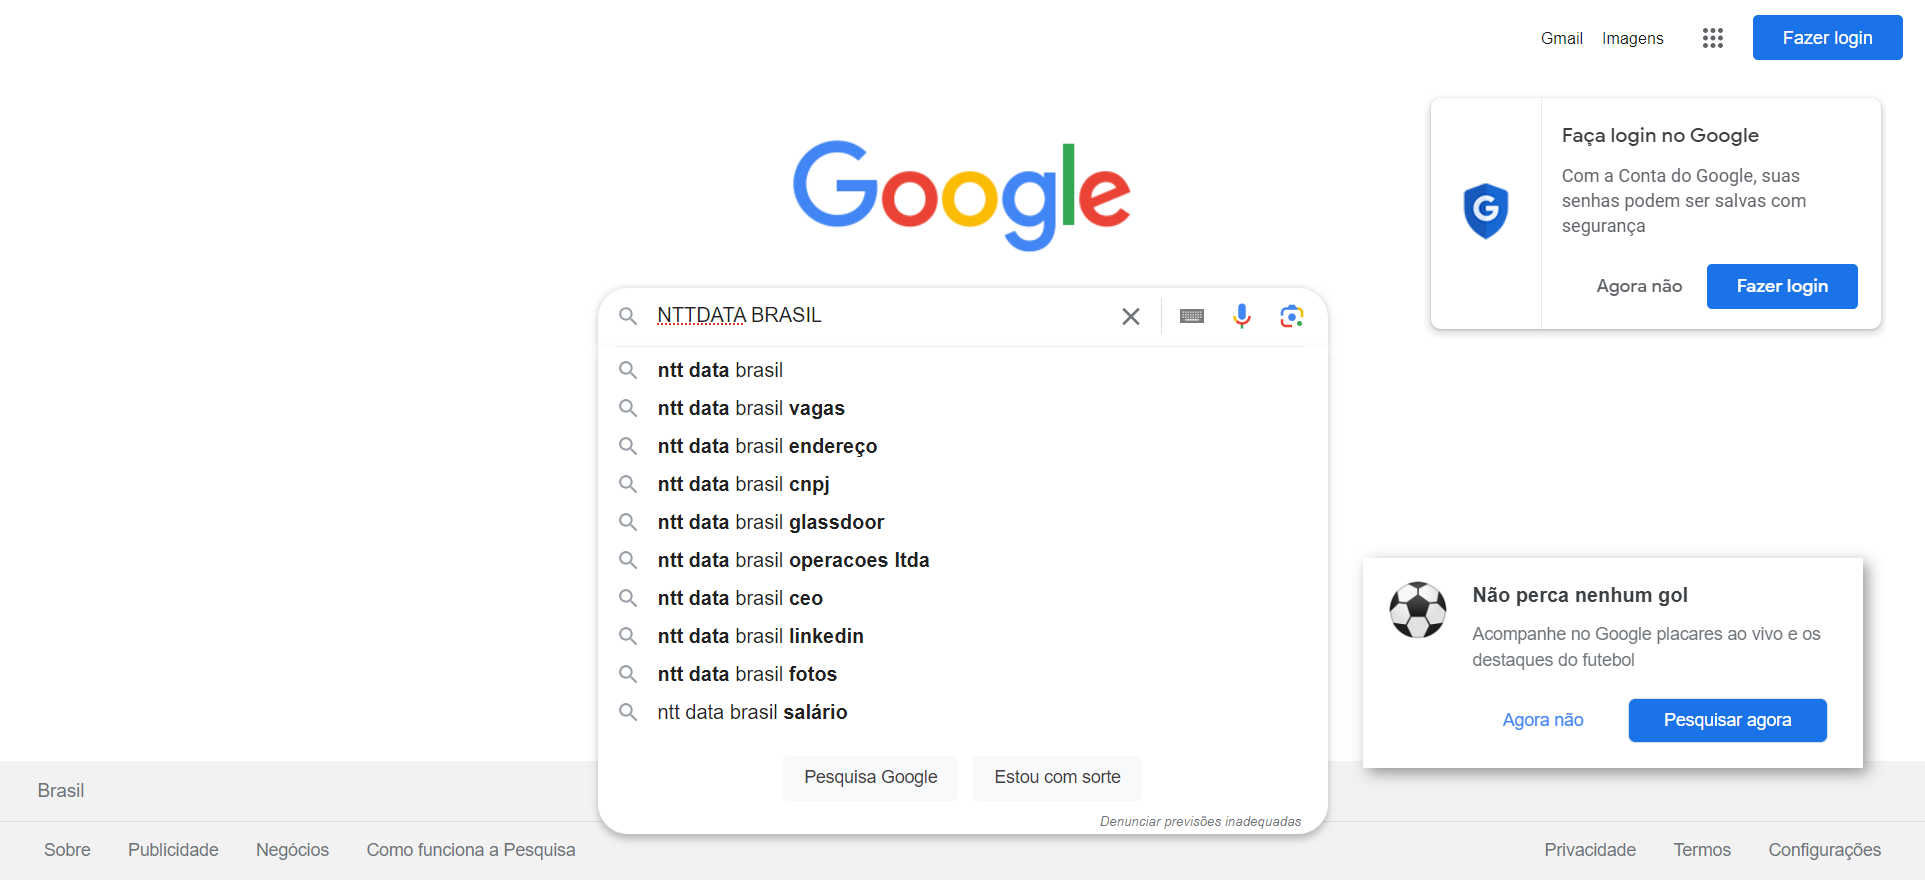 Gmail Imagens Fazer login
Faça login no Google
Com a Conta do Google, suas
senhas podem ser salvas com
segurança
Agora não Fazer login
Google
NTTDATA BRASIL
ntt data brasil
ntt data brasil vagas
ntt data brasil endereço
ntt data brasil cnpj
ntt data brasil glassdoor
ntt data brasil operacoes ltda
ntt data brasil ceo
ntt data brasil linkedin
ntt data brasil fotos
ntt data brasil salário
Pesquisa Google Estou com sorte
Denunciar previsões inadequadas
Não perca nenhum gol
Acompanhe no Google placares ao vivo e os
destaques do futebol
Agora não Pesquisar agora
Brasil
Sobre Publicidade Negócios Como funciona a Pesquisa Privacidade Termos Configurações